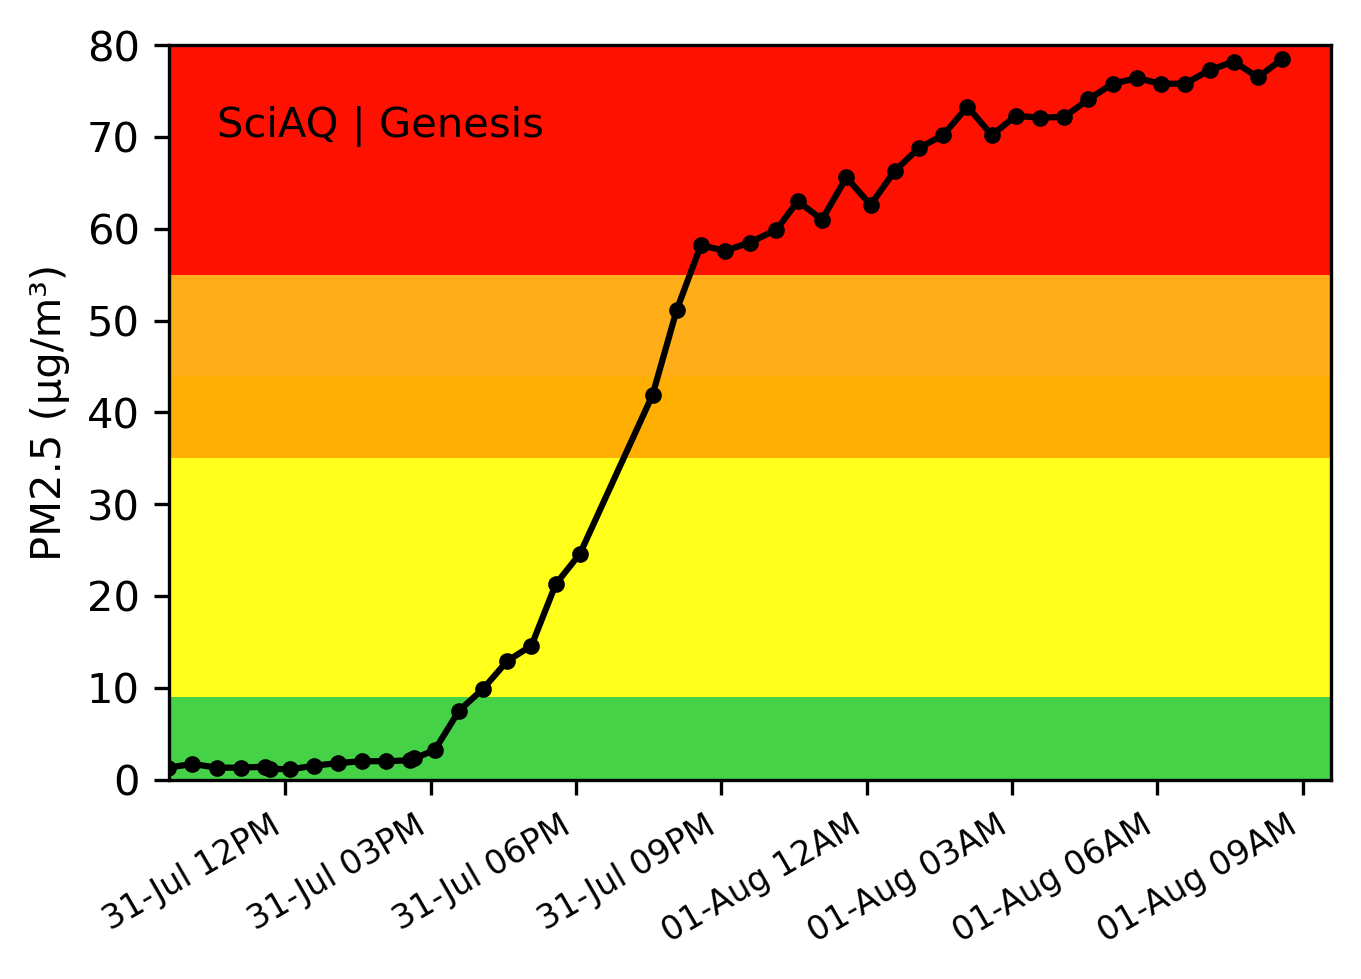 SciAQ | Genesis
PM2.5 (µg/m³)
80
70
60
50
40
30
20
10
0
31-Jul 12PM
31-Jul 03PM
31-Jul 06PM
31-Jul 09PM
01-Aug 12AM
01-Aug 03AM
01-Aug 06AM
01-Aug 09AM